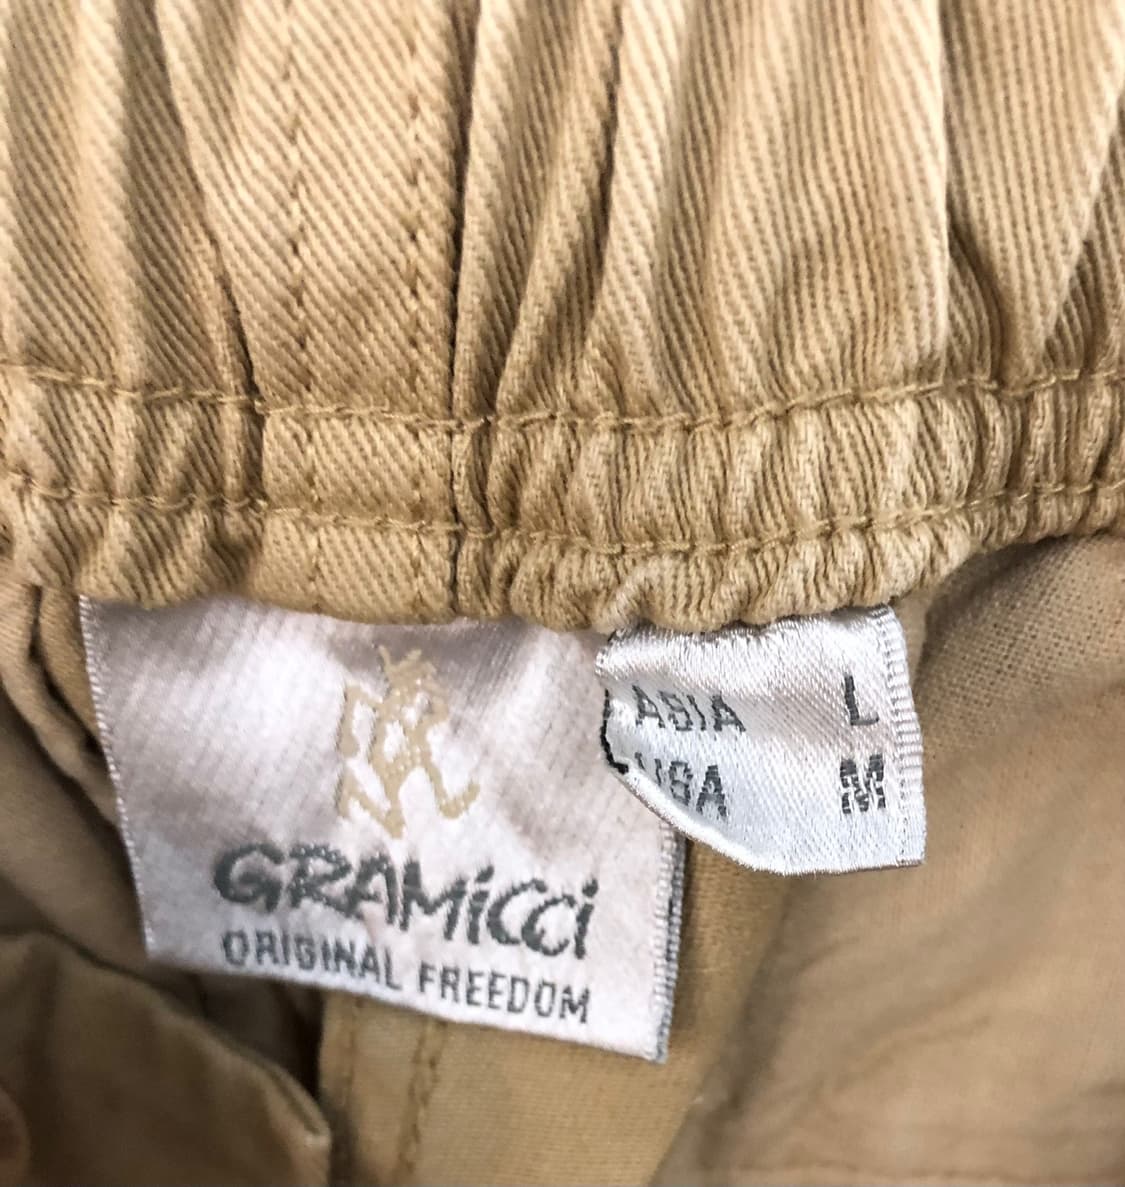 GRAMiCCi
ORIGINAL FREEDOM
ASIA L
USA M